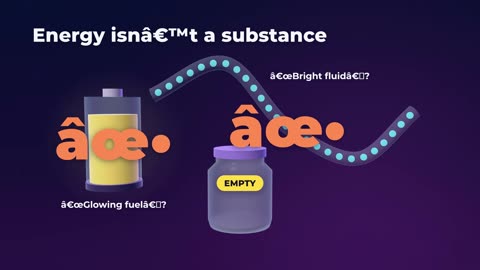 Energy isnâ€™t a substance
â€œBright fluidâ€�?
âœ•
âœ•
EMPTY
â€œGlowing fuelâ€�?